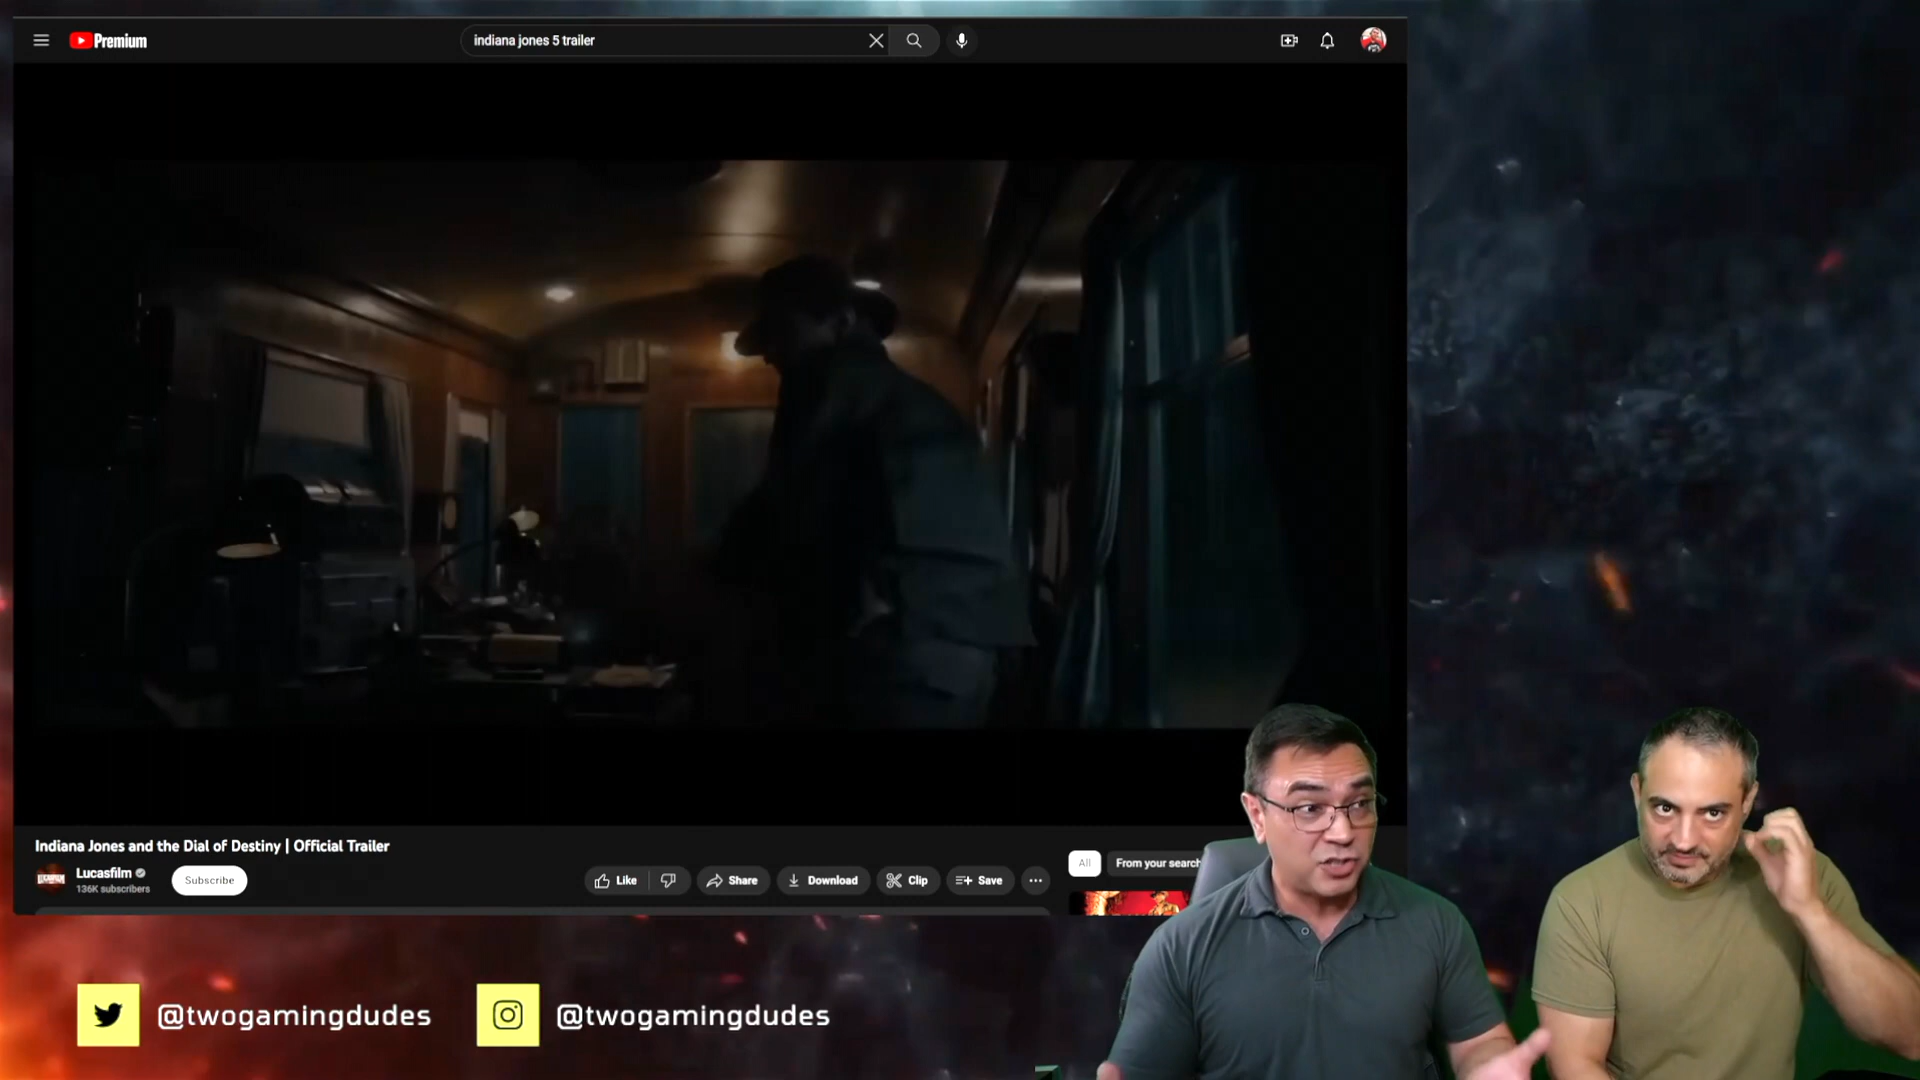 Premium
indiana jones 5 trailer
Indiana Jones and the Dial of Destiny | Official Trailer
Lucasfilm
136K subscribers
Subscribe
Like
Share
Download
Clip
Save
All
From your search
@twogamingdudes
@twogamingdudes